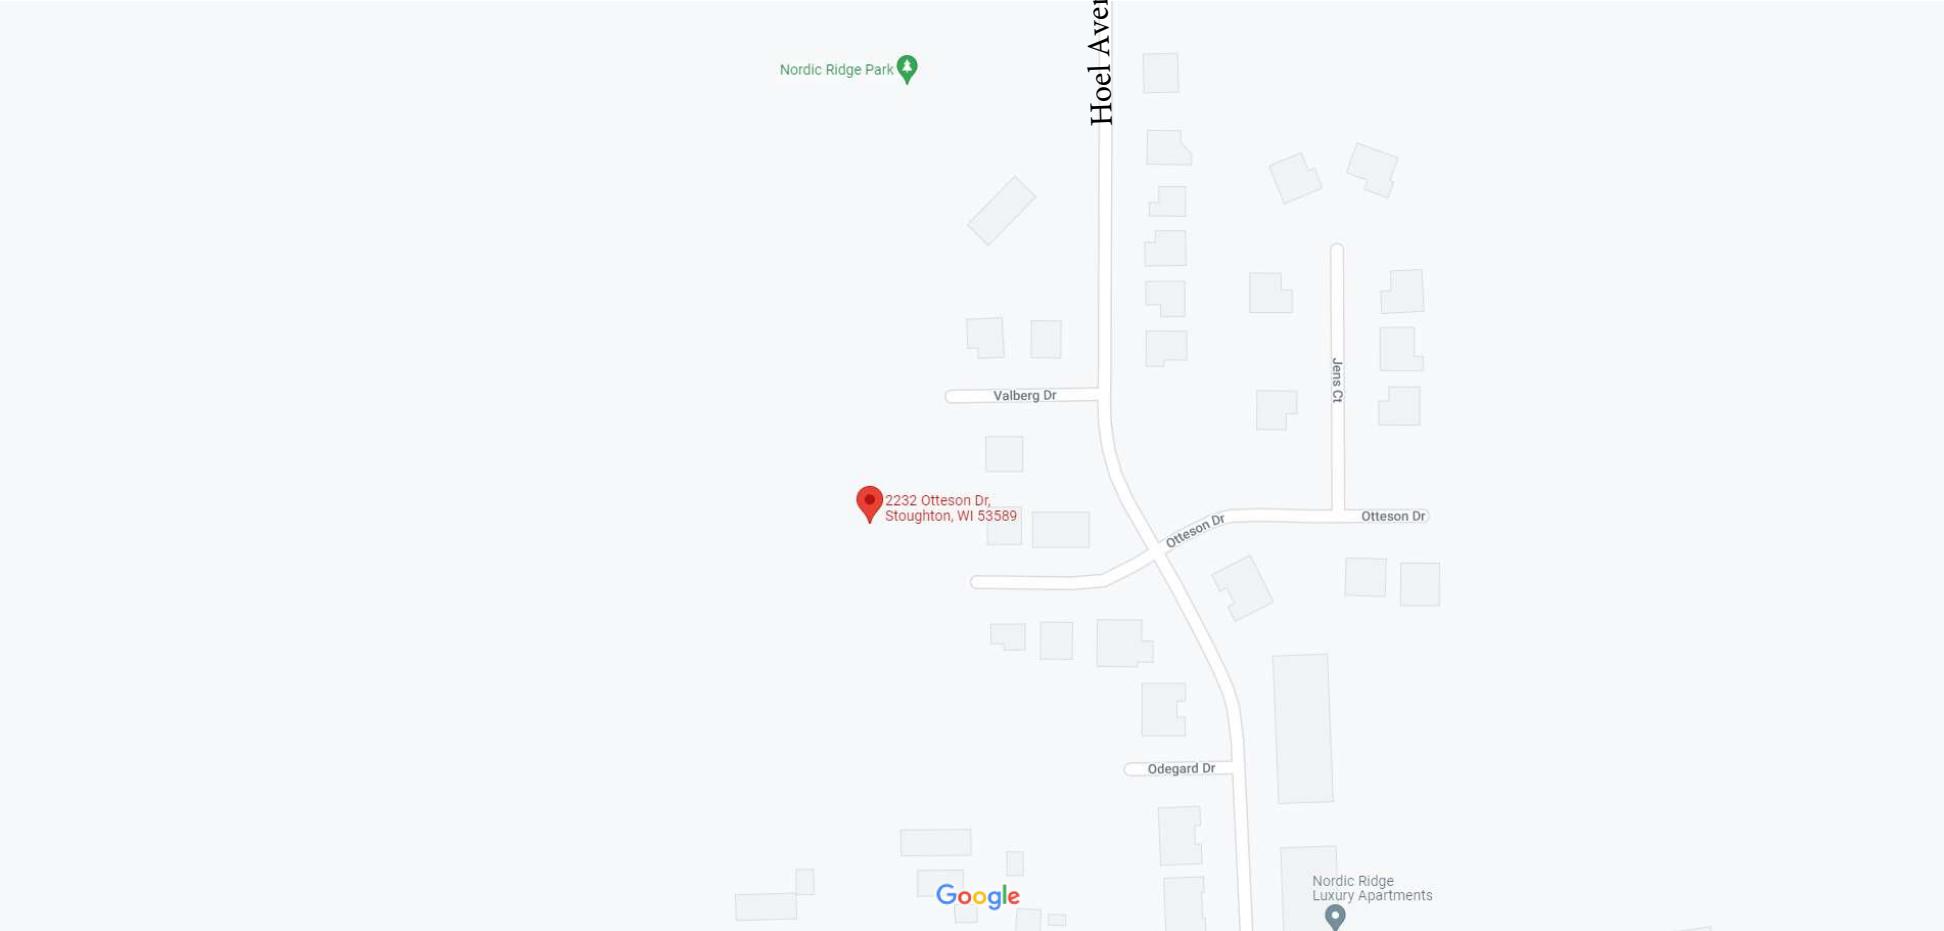 Hoel Aver
Nordic Ridge Park
Valberg Dr
Jens Ct
2232 Otteson Dr,
Stoughton, WI 53589
Otteson Dr
Otteson Dr
Odegard Dr
Nordic Ridge
Luxury Apartments
Google